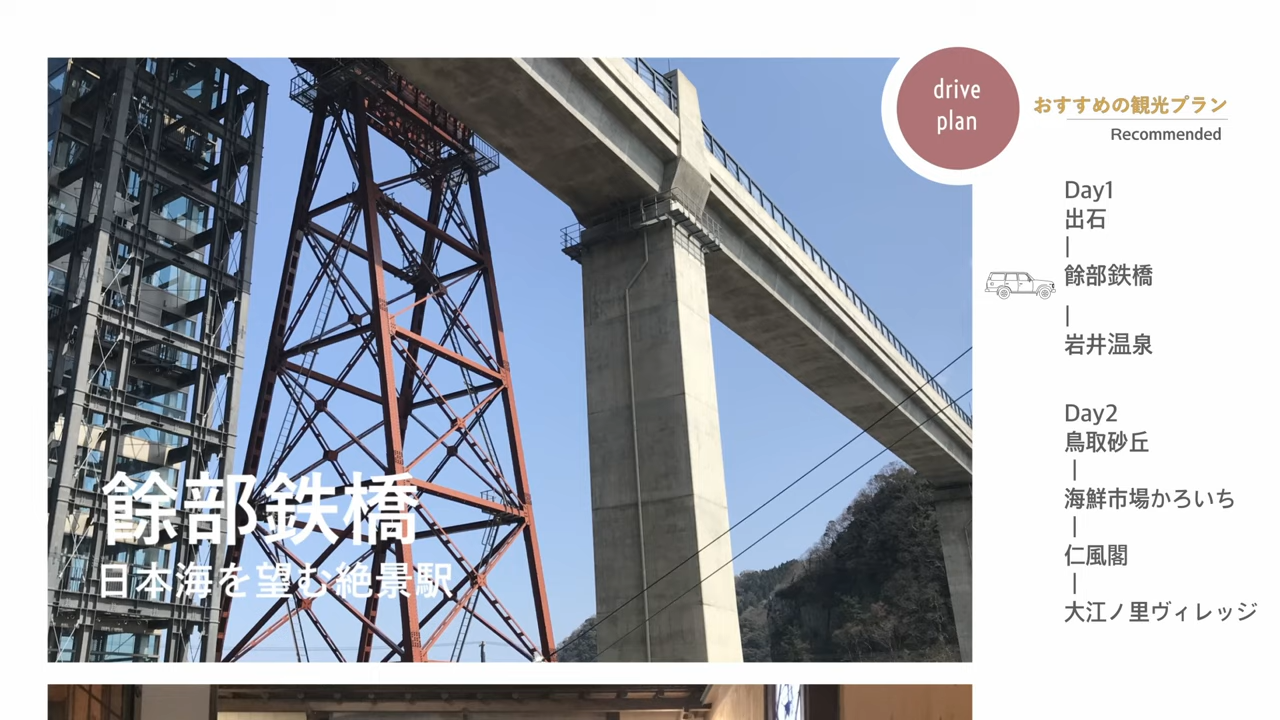 drive
plan
おすすめの観光プラン
Recommended
Day1
出石
|
餘部鉄橋
|
岩井温泉
Day2
鳥取砂丘
|
海鮮市場かろいち
|
仁風閣
|
大江ノ里ヴィレッジ
餘部鉄橋
日本海を望む絶景駅